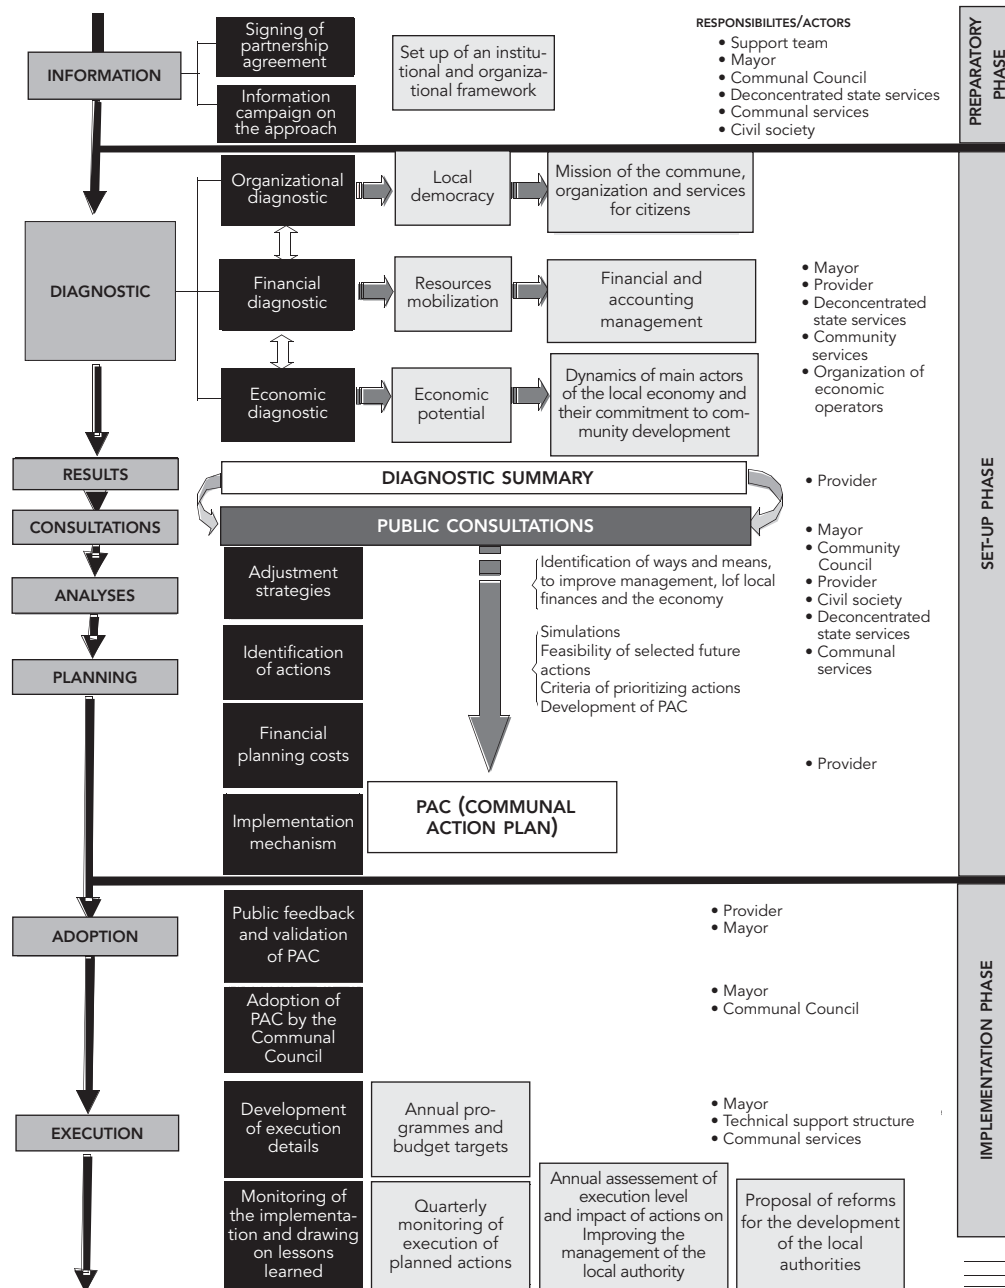 INFORMATION
Signing of
partnership
agreement
Information
campaign on
the approach
Set up of an institu-
tional and organiza-
tional framework
RESPONSIBILITES/ACTORS
• Support team
• Mayor
• Communal Council
• Deconcentrated state services
• Communal services
• Civil society
PREPARATORY
PHASE
DIAGNOSTIC
Organizational
diagnostic
Local
democracy
Mission of the commune,
organization and services
for citizens
Financial
diagnostic
Resources
mobilization
Financial and
accounting
management
Economic
diagnostic
Economic
potential
Dynamics of main actors
of the local economy and
their commitment to com-
munity development
• Mayor
• Provider
• Deconcentrated
state services
• Community
services
• Organization of
economic
operators
RESULTS
DIAGNOSTIC SUMMARY
• Provider
CONSULTATIONS
PUBLIC CONSULTATIONS
ANALYSES
Adjustment
strategies
Identification of ways and means,
to improve management, lof local
finances and the economy
• Mayor
• Community
Council
• Provider
• Civil society
• Deconcentrated
state services
• Communal
services
PLANNING
Identification
of actions
Simulations
Feasibility of selected future
actions
Criteria of prioritizing actions
Development of PAC
Financial
planning costs
• Provider
Implementation
mechanism
PAC (COMMUNAL
ACTION PLAN)
SET-UP PHASE
ADOPTION
Public feedback
and validation
of PAC
• Provider
• Mayor
Adoption of
PAC by the
Communal
Council
• Mayor
• Communal Council
EXECUTION
Development
of execution
details
Annual pro-
grammes and
budget targets
• Mayor
• Technical support structure
• Communal services
Monitoring of
the implementa-
tion and drawing
on lessons
learned
Quarterly
monitoring of
execution of
planned actions
Annual assessement of
execution level
and impact of actions on
Improving the
management of the
local authority
Proposal of reforms
for the development
of the local
authorities
IMPLEMENTATION PHASE